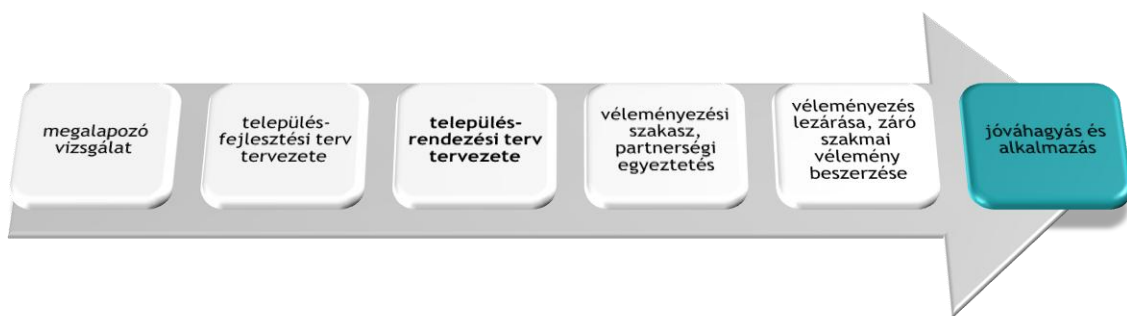 megalapozó
vizsgálat
település-
fejlesztési terv
tervezete
település-
rendezési terv
tervezete
véleményezési
szakasz,
partnerségi
egyeztetés
véleményezés
lezárása, záró
szakmai
vélemény
beszerzése
jóváhagyás és
alkalmazás